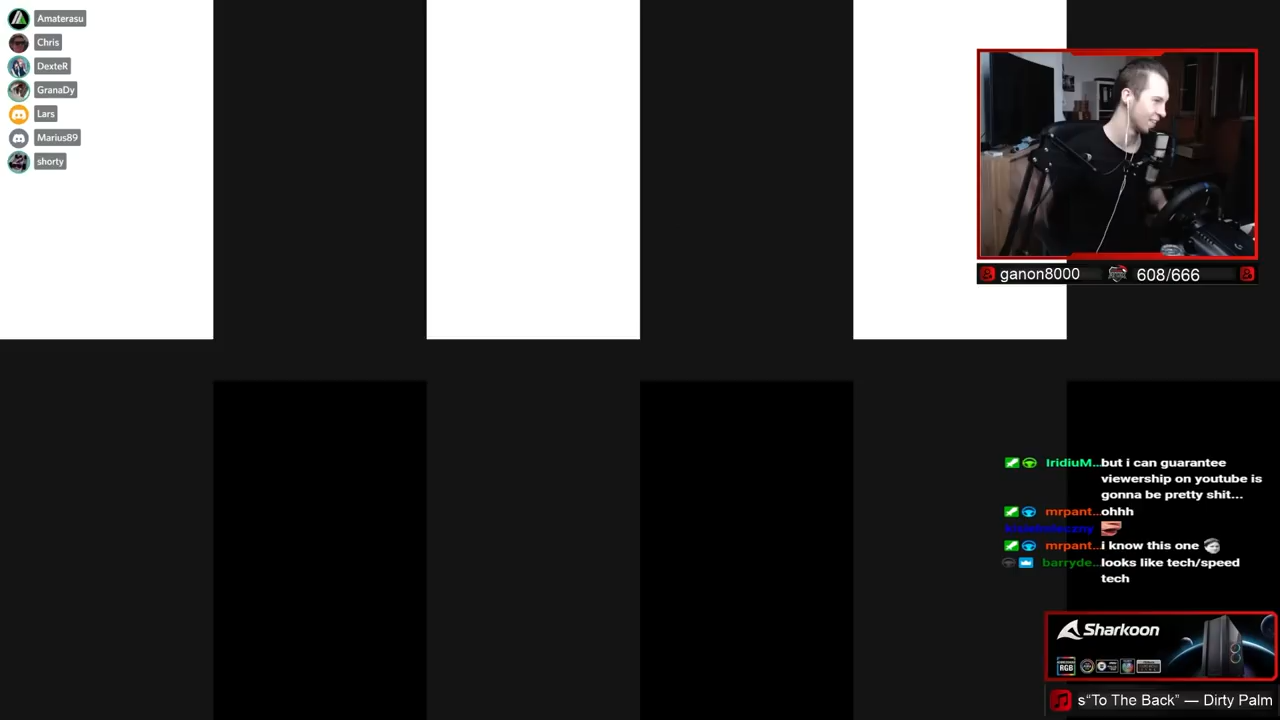 Amaterasu
Chris
DexteR
GranaDy
Lars
Marius89
shorty
ganon8000 608/666
IridiuM... but i can guarantee
viewership on youtube is
gonna be pretty shit...
mrpant... ohhh
mrpant... i know this one
barryde... looks like tech/speed
tech
Sharkoon
RGB
s“To The Back” — Dirty Palm